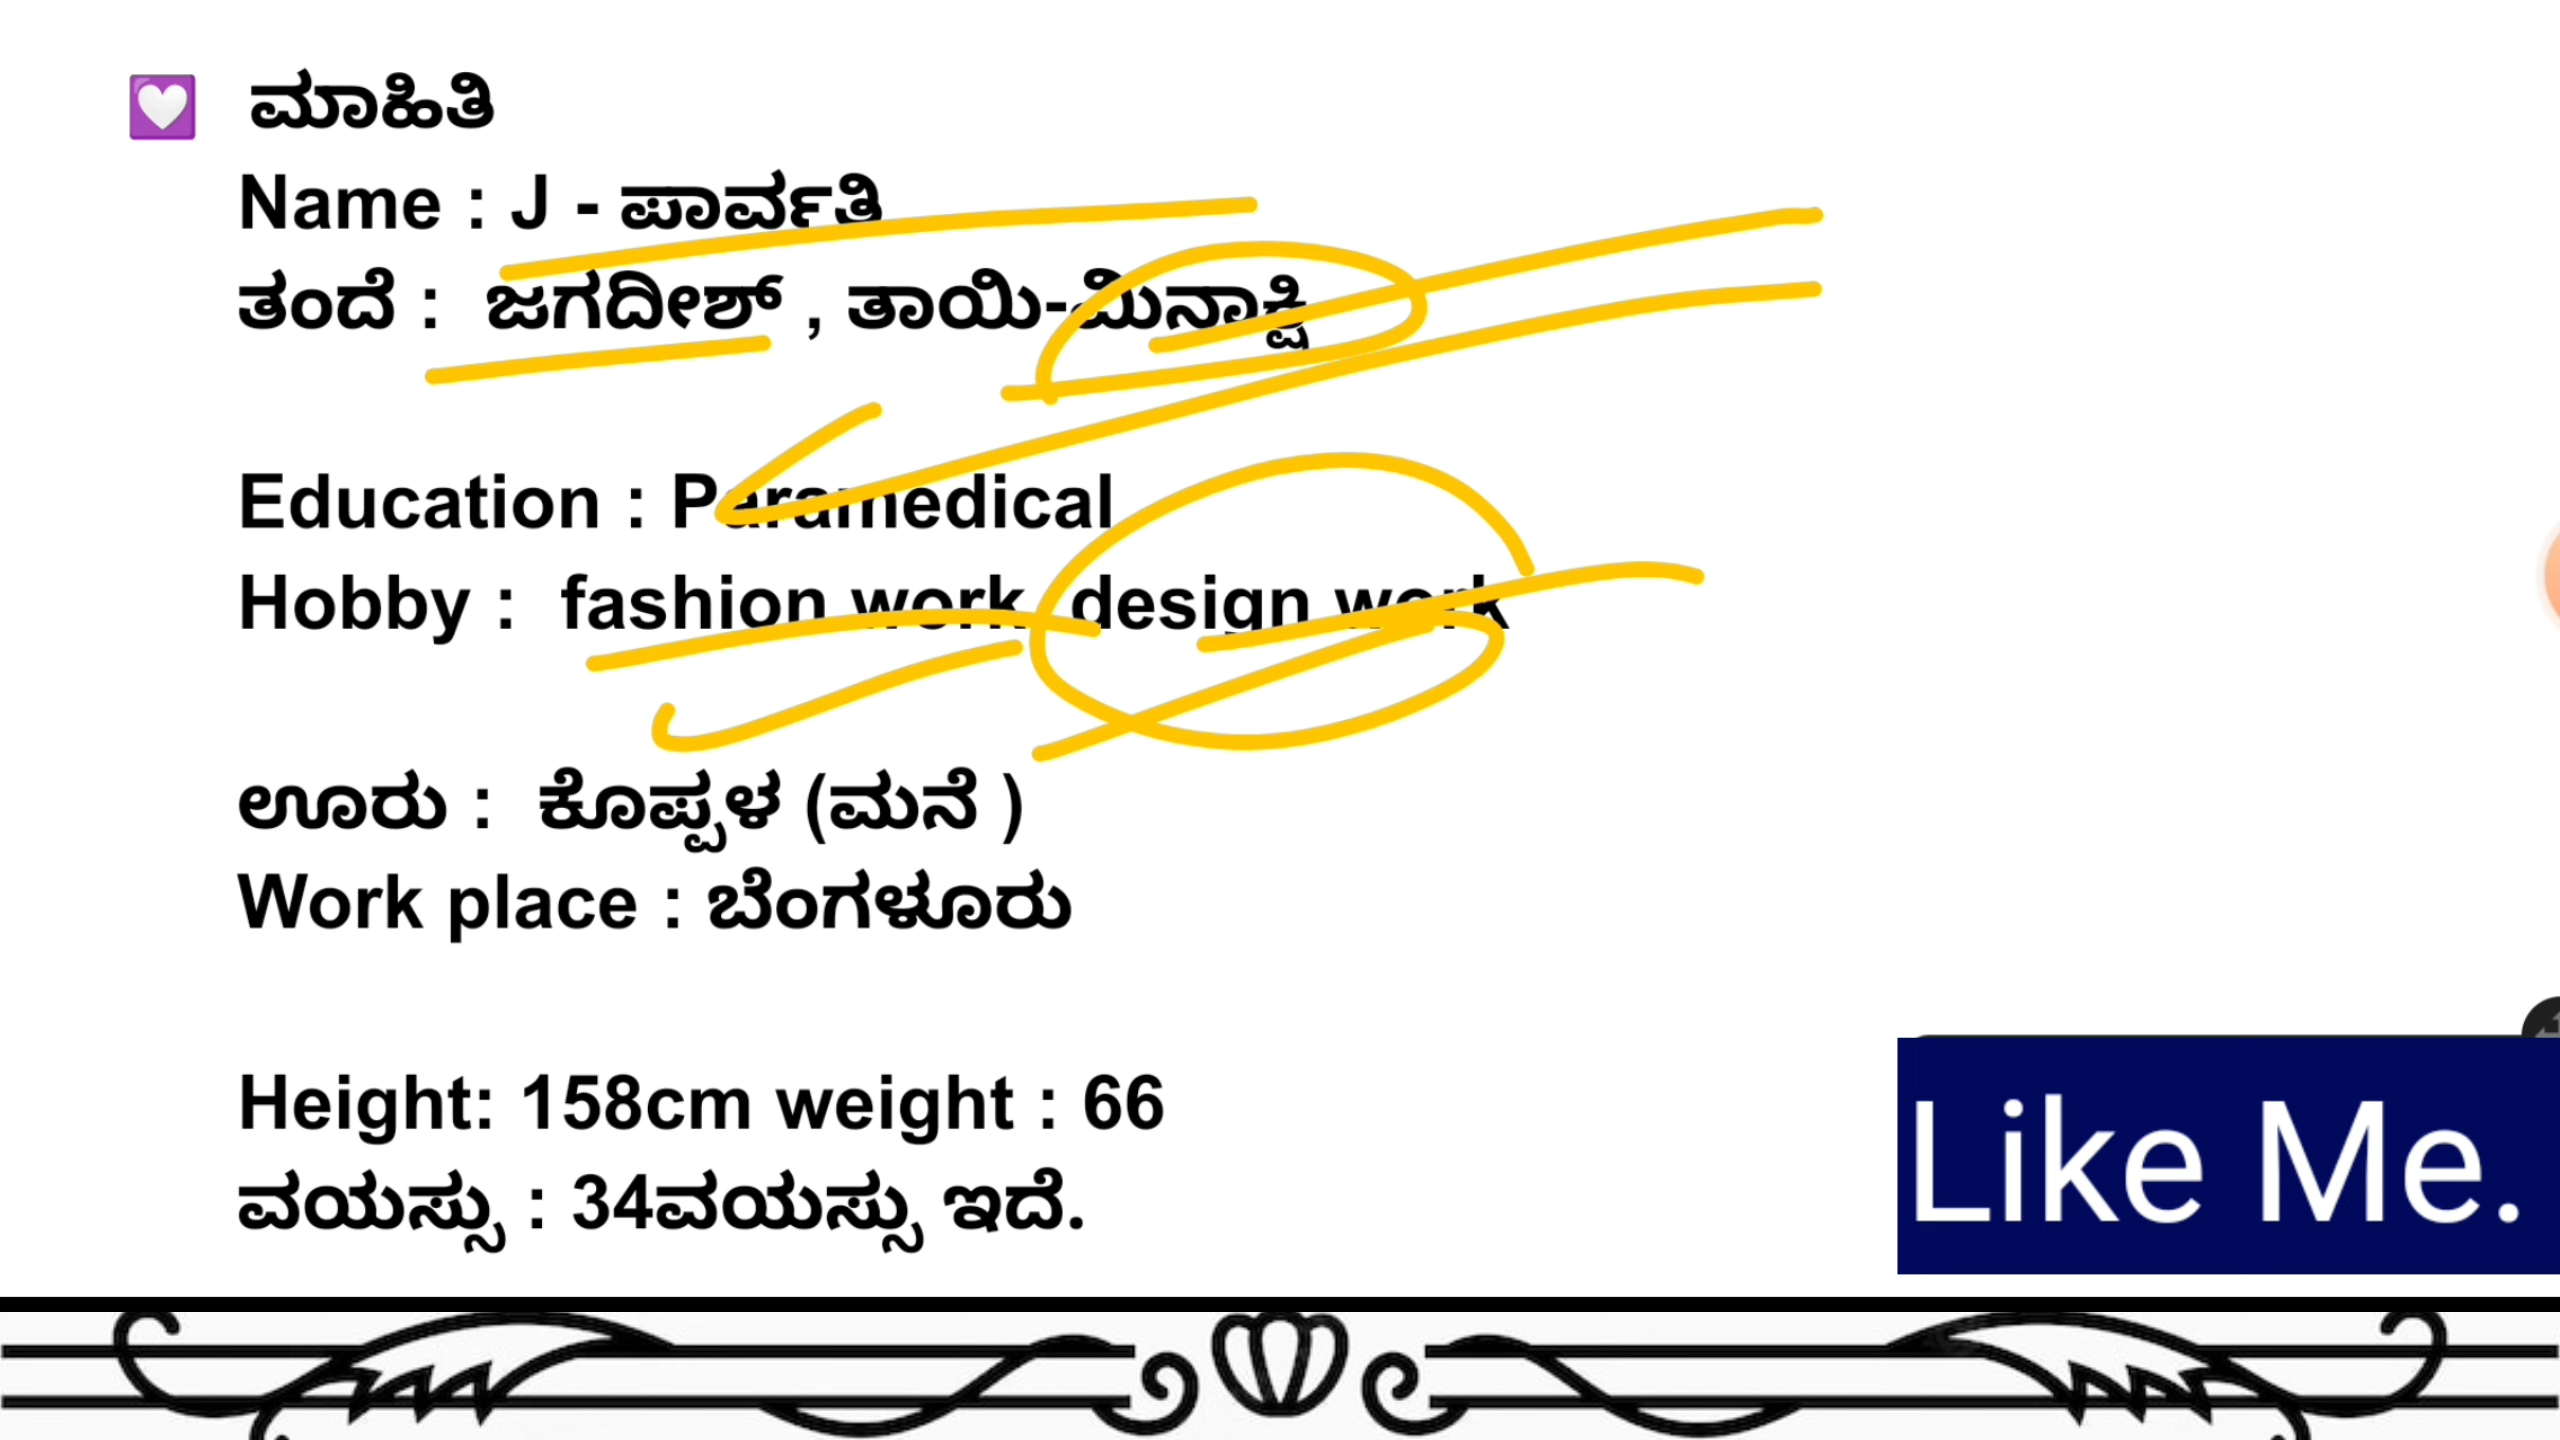 ಮಾಹಿತಿ
Name : J - ಪಾರ್ವತಿ
ತಂದೆ : ಜಗದೀಶ್ , ತಾಯಿ-ಮಿನಾಕ್ಷಿ
Education : Paramedical
Hobby : fashion work design work
ಊರು : ಕೊಪ್ಪಳ (ಮನೆ )
Work place : ಬೆಂಗಳೂರು
Height: 158cm weight : 66
ವಯಸ್ಸು : 34ವಯಸ್ಸು ಇದೆ.
Like Me.